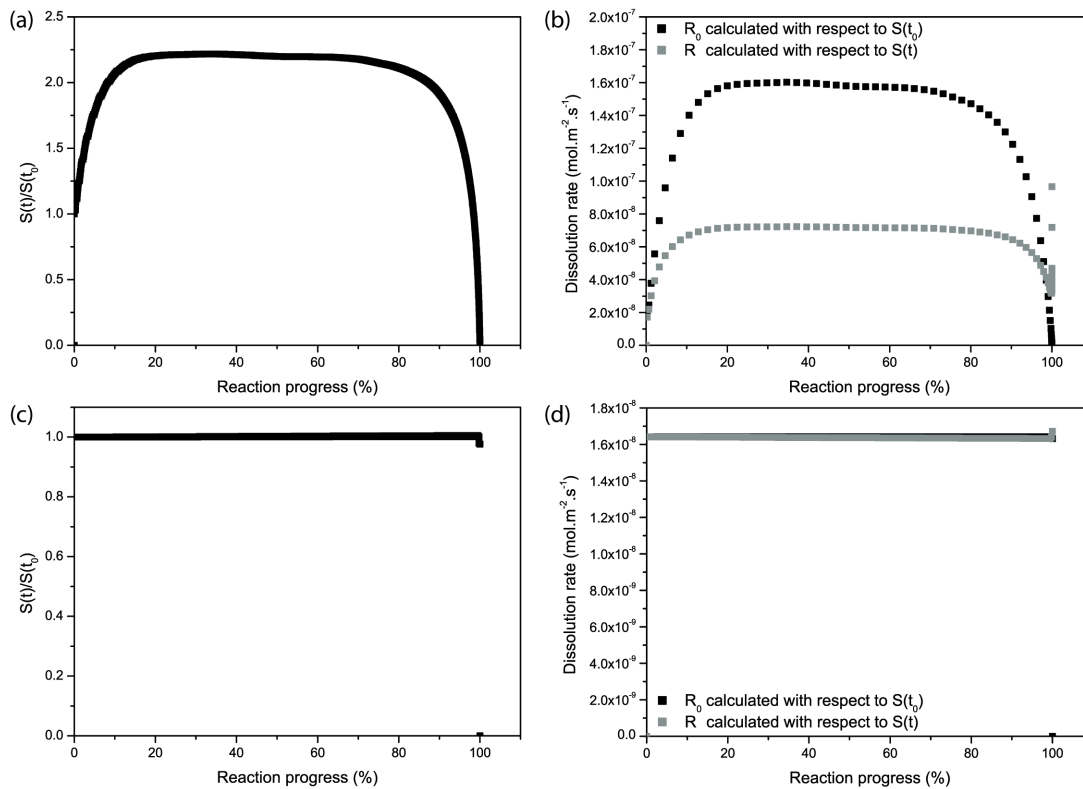 (a)
2.5
2.0
1.5
1.0
0.5
0.0
S(t)/S(t₀)
0 20 40 60 80 100
Reaction progress (%)
(b)
R₀ calculated with respect to S(t₀)
R calculated with respect to S(t)
2.0x10⁻⁷
1.8x10⁻⁷
1.6x10⁻⁷
1.4x10⁻⁷
1.2x10⁻⁷
1.0x10⁻⁷
8.0x10⁻⁸
6.0x10⁻⁸
4.0x10⁻⁸
2.0x10⁻⁸
0.0
Dissolution rate (mol.m⁻².s⁻¹)
0 20 40 60 80 100
Reaction progress (%)
(c)
1.0
0.8
0.6
0.4
0.2
0.0
S(t)/S(t₀)
0 20 40 60 80 100
Reaction progress (%)
(d)
1.8x10⁻⁸
1.6x10⁻⁸
1.4x10⁻⁸
1.2x10⁻⁸
1.8x10⁻⁸
1.8x10⁻⁹
6.0x10⁻⁹
4.0x10⁻⁹
2.0x10⁻⁹
0.0
Dissolution rate (mol.m⁻².s⁻¹)
R₀ calculated with respect to S(t₀)
R calculated with respect to S(t)
0 20 40 60 80 100
Reaction progress (%)